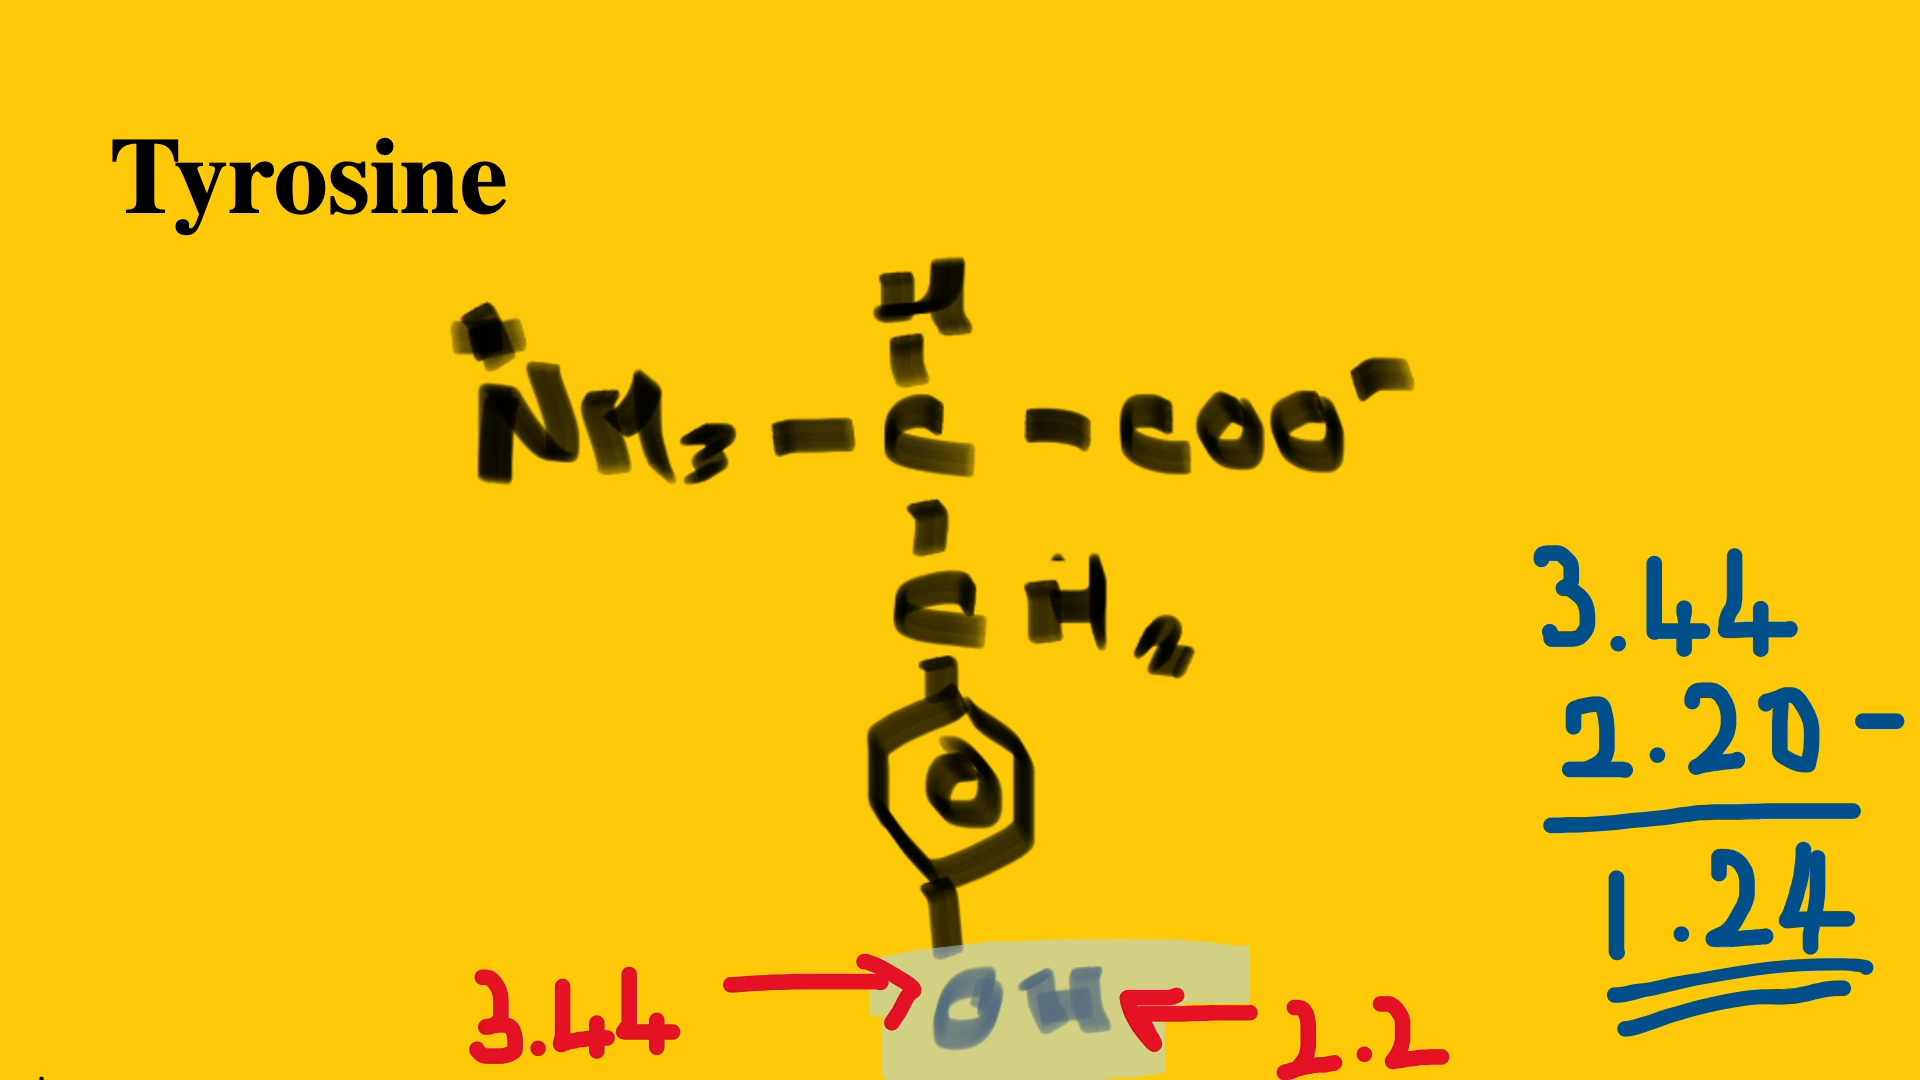 Tyrosine
H
NH₃ - C - COO⁻
CH₂
OH
3.44
2.2
3.44
2.20 -
1.24